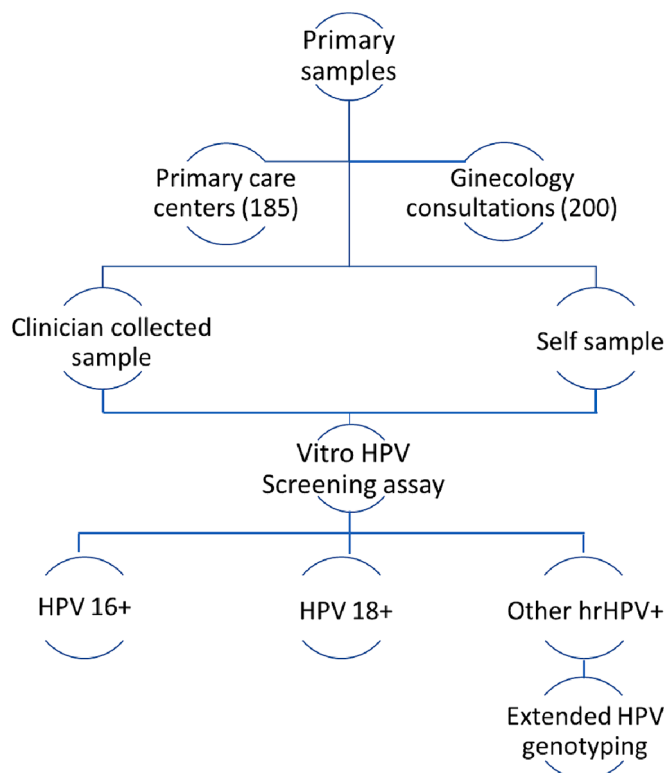 Primary
samples
Primary care
centers (185)
Ginecology
consultations (200)
Clinician collected
sample
Self sample
Vitro HPV
Screening assay
HPV 16+
HPV 18+
Other hrHPV+
Extended HPV
genotyping